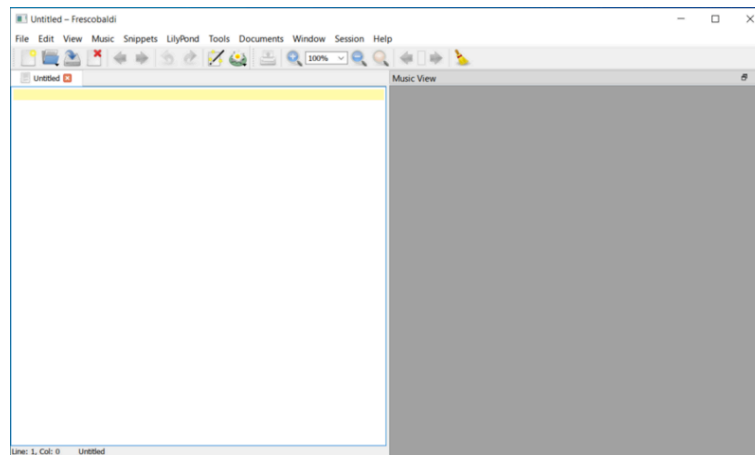 Untitled – Frescobaldi
File Edit View Music Snippets LilyPond Tools Documents Window Session Help
100%
Untitled
Music View
Line: 1, Col: 0 Untitled